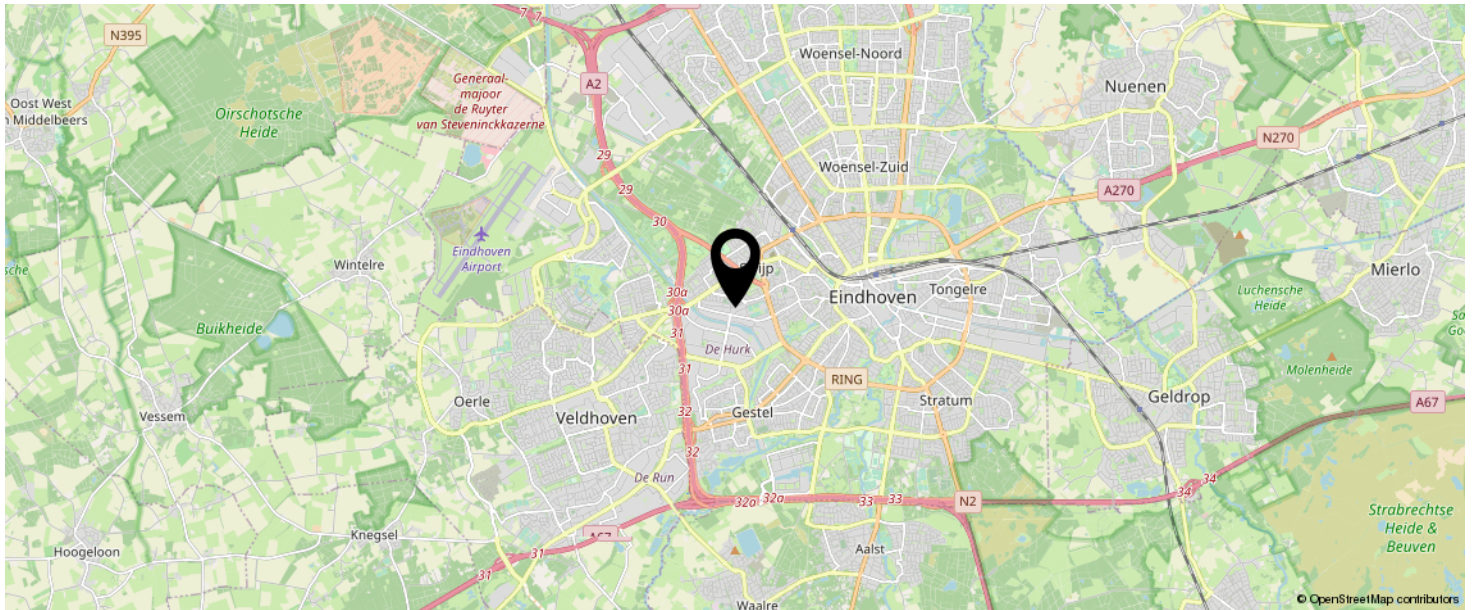 7
7
N395
Woensel-Noord
A2
Generaal-
majoor
de Ruyter
van Steveninckkazerne
Nuenen
Oost West
Middelbeers
Oirschotsche
Heide
N270
29
Woensel-Zuid
29
A270
30
Eindhoven
Airport
Wintelre
Mierlo
Tongelre
Eindhoven
30a
30a
Luchensche
Heide
Buikheide
31
De Hurk
31
Molenheide
RING
Oerle
Veldhoven
32
Gestel
Stratum
Geldrop
A67
Vessem
32
De Run
34
34
32a
32a
33
33
N2
Strabrechtse
Heide &
Beuven
Knegsel
31
Hoogeloon
Aalst
31
Waalre
© OpenStreetMap contributors